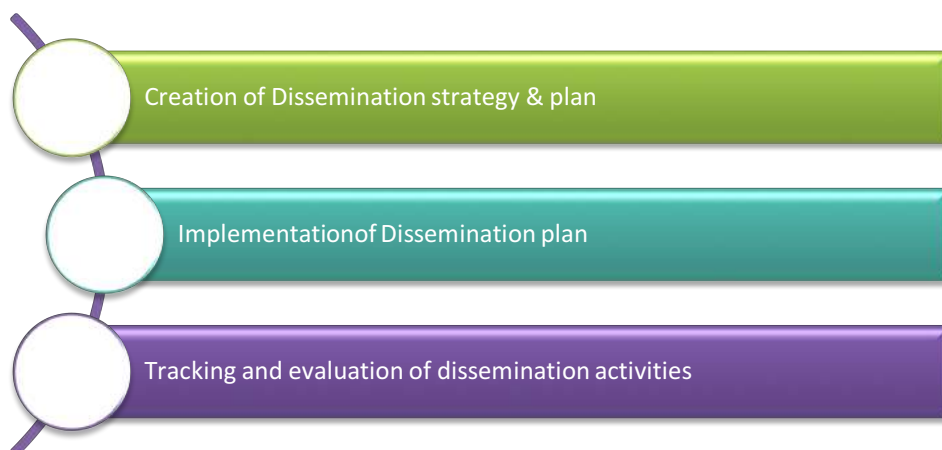 Creation of Dissemination strategy & plan
Implementationof Dissemination plan
Tracking and evaluation of dissemination activities